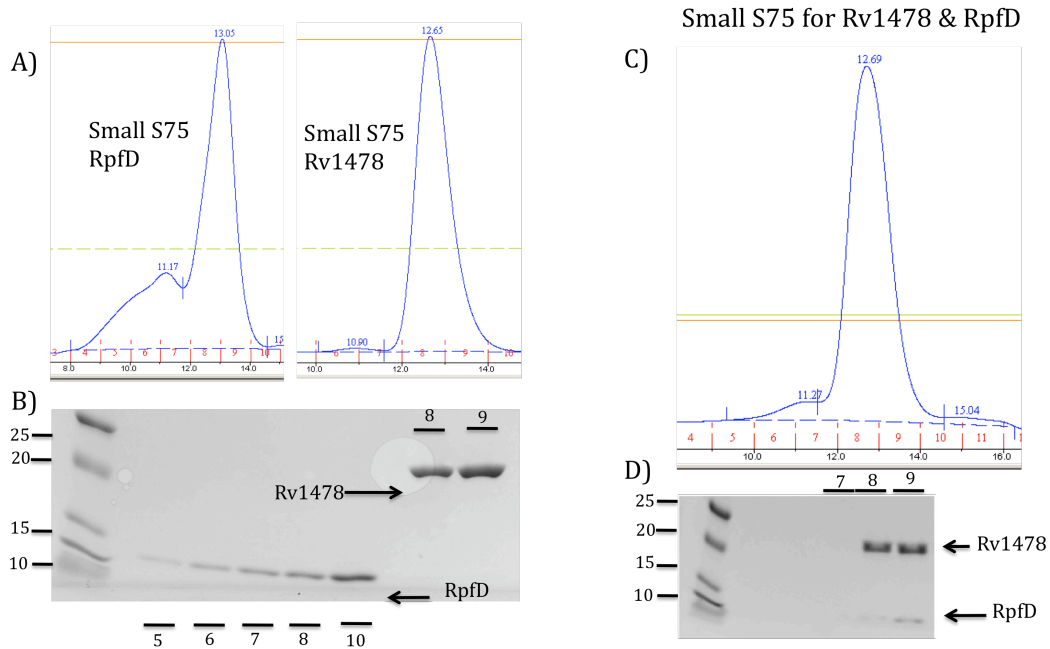 Small S75 for Rv1478 & RpfD
A)
13.05
11.17
15
Small S75
RpfD
3 4 5 6 7 8 9 10
8.0 10.0 12.0 14.0
12.65
10.90
Small S75
Rv1478
6 7 8 9 10
10.0 12.0 14.0
C)
12.69
11.27
15.04
4 5 6 7 8 9 10 11 1
10.0 12.0 14.0 16.0
B)
25
20
15
10
8 9
Rv1478
RpfD
5 6 7 8 10
D)
7 8 9
25
20
15
10
Rv1478
RpfD